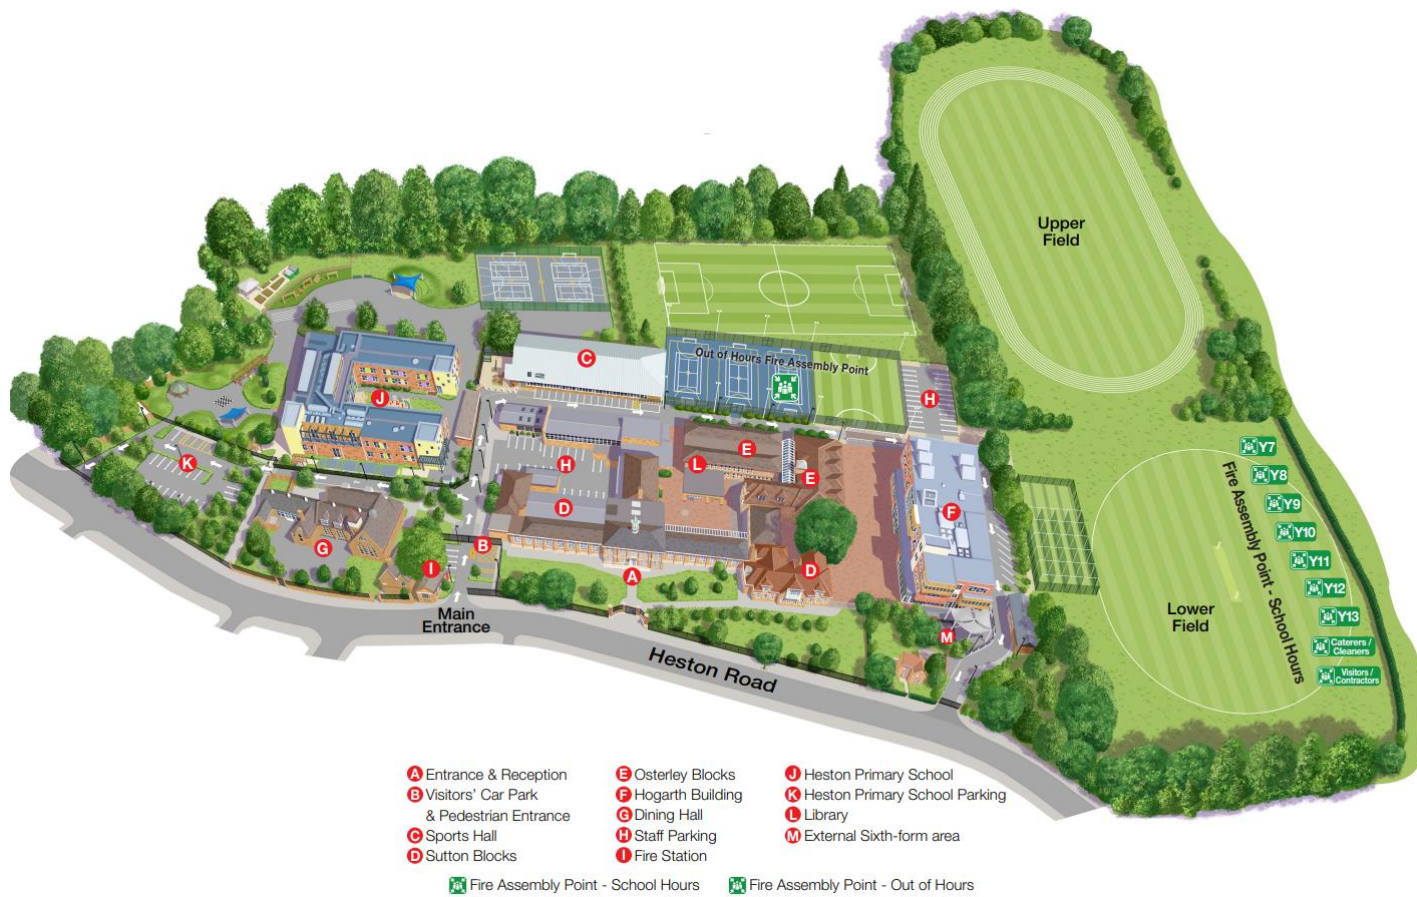 Upper
Field
Out of Hours Fire Assembly Point
C
J
H
E
L
E
H
K
D
F
G
I
B
A
D
M
Main
Entrance
Heston Road
Lower
Field
Fire Assembly Point - School Hours
Y7
Y8
Y9
Y10
Y11
Y12
Y13
Caterers /
Cleaners
Visitors /
Contractors
A Entrance & Reception
B Visitors' Car Park
& Pedestrian Entrance
C Sports Hall
D Sutton Blocks
E Osterley Blocks
F Hogarth Building
G Dining Hall
H Staff Parking
I Fire Station
J Heston Primary School
K Heston Primary School Parking
L Library
M External Sixth-form area
Fire Assembly Point - School Hours
Fire Assembly Point - Out of Hours